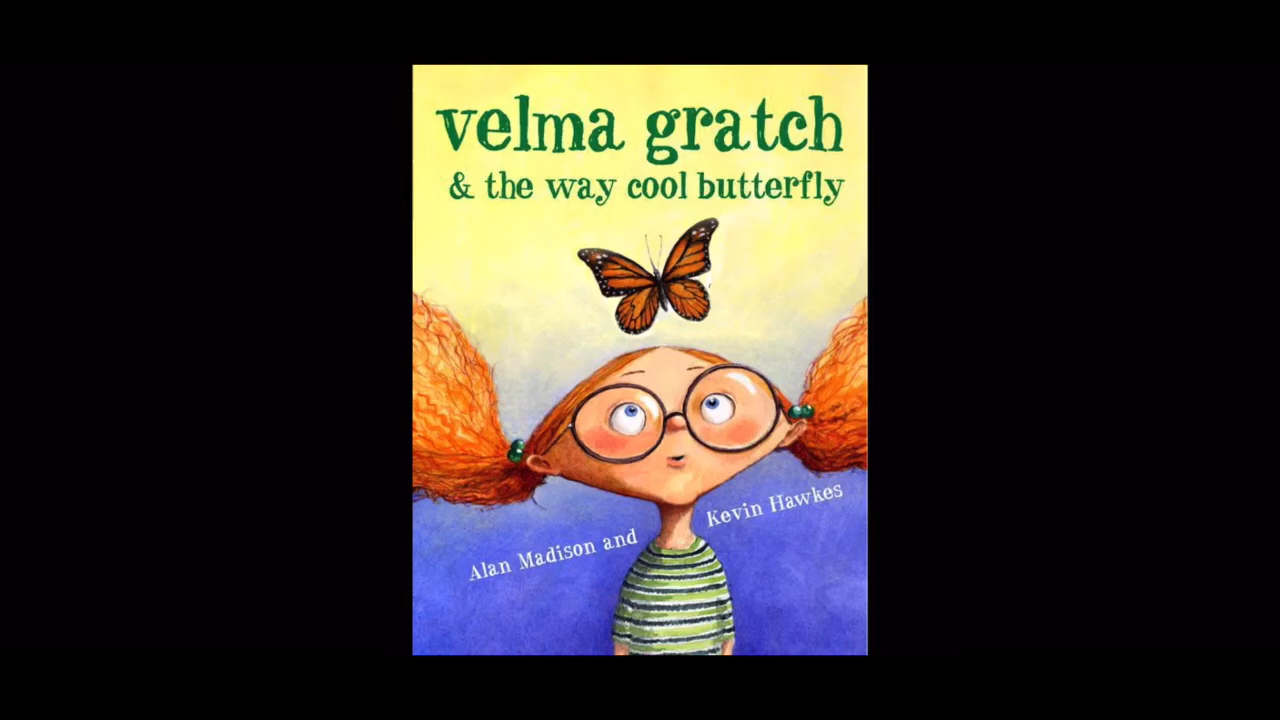 velma gratch
& the way cool butterfly
Alan Madison and
Kevin Hawkes